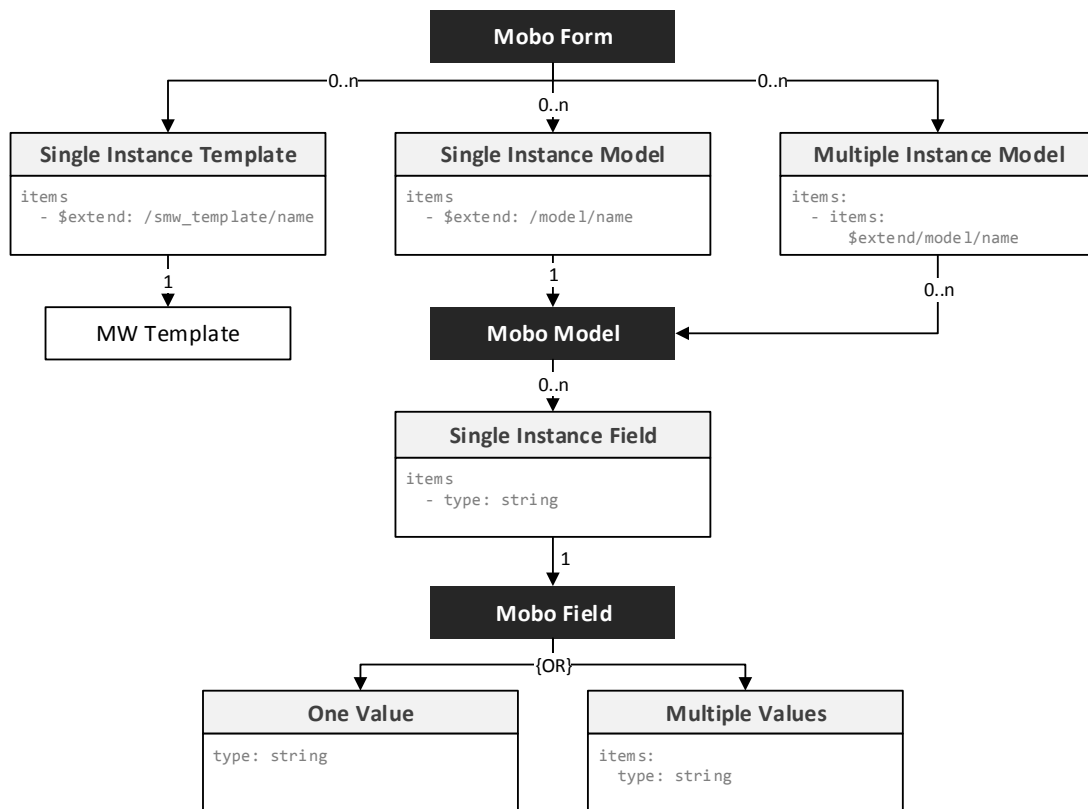 Mobo Form
0..n
0..n
0..n
Single Instance Template
items
  - $extend: /smw_template/name
Single Instance Model
items
  - $extend: /model/name
Multiple Instance Model
items:
  - items:
     $extend/model/name
1
1
0..n
MW Template
Mobo Model
0..n
Single Instance Field
items
  - type: string
1
Mobo Field
{OR}
One Value
type: string
Multiple Values
items:
  type: string